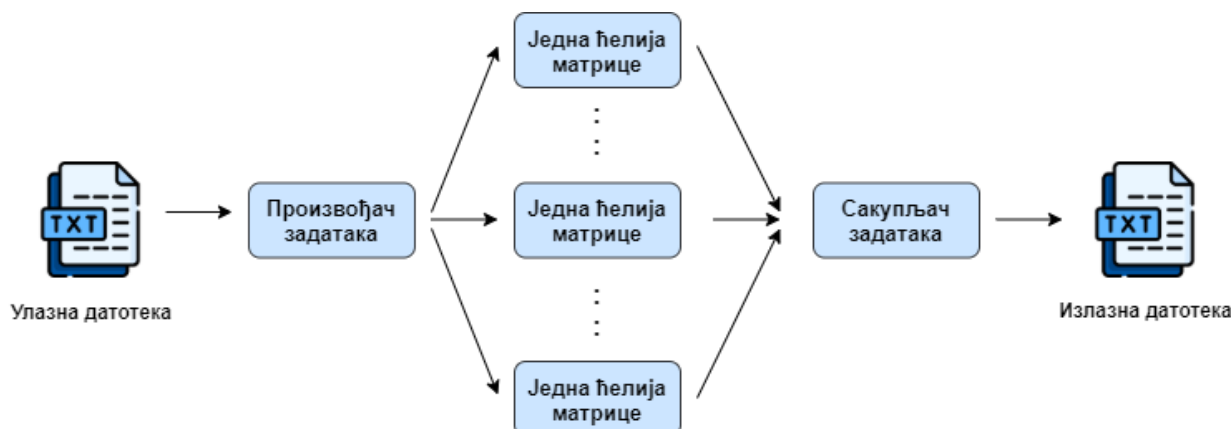 Једна ћелија
матрице
TXT
Улазна датотека
Произвођач
задатака
Једна ћелија
матрице
Једна ћелија
матрице
Сакупљач
задатака
TXT
Излазна датотека